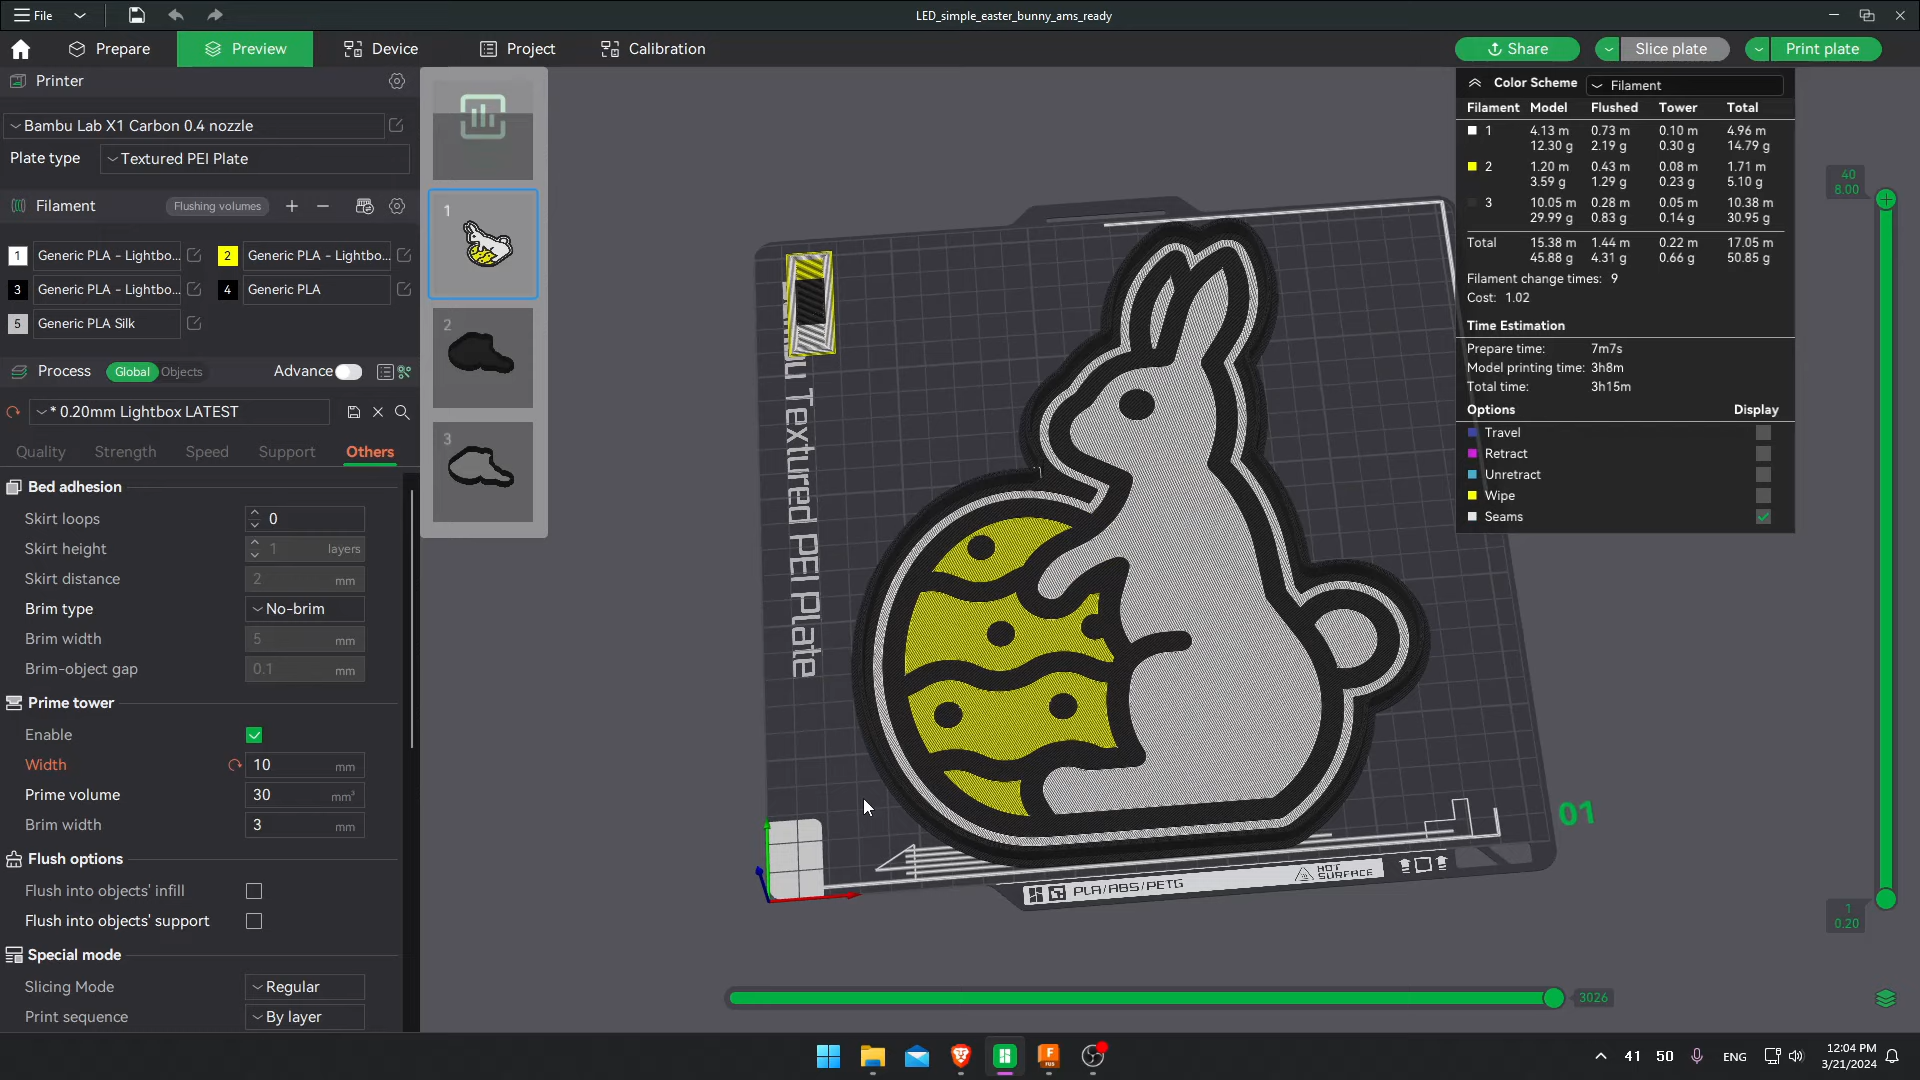 File
LED_simple_easter_bunny_ams_ready
Prepare
Preview
Device
Project
Calibration
Share
Slice plate
Print plate
Printer
Bambu Lab X1 Carbon 0.4 nozzle
Plate type
Textured PEI Plate
Filament
Flushing volumes
1 Generic PLA - Lightbo...
2 Generic PLA - Lightbo...
3 Generic PLA - Lightbo...
4 Generic PLA
5 Generic PLA Silk
Process
Global
Objects
Advance
* 0.20mm Lightbox LATEST
Quality
Strength
Speed
Support
Others
Bed adhesion
Skirt loops 0
Skirt height 1 layers
Skirt distance 2 mm
Brim type No-brim
Brim width 5 mm
Brim-object gap 0.1 mm
Prime tower
Enable
Width 10 mm
Prime volume 30 mm³
Brim width 3 mm
Flush options
Flush into objects' infill
Flush into objects' support
Special mode
Slicing Mode Regular
Print sequence By layer
1
2
3
Textured PEI Plate
PLA/ABS/PETG
HOT
SURFACE
01
Color Scheme Filament
Filament Model Flushed Tower Total
1 4.13 m 0.73 m 0.10 m 4.96 m
12.30 g 2.19 g 0.30 g 14.79 g
2 1.20 m 0.43 m 0.08 m 1.71 m
3.59 g 1.29 g 0.23 g 5.10 g
3 10.05 m 0.28 m 0.05 m 10.38 m
29.99 g 0.83 g 0.14 g 30.95 g
Total 15.38 m 1.44 m 0.22 m 17.05 m
45.88 g 4.31 g 0.66 g 50.85 g
Filament change times: 9
Cost: 1.02
Time Estimation
Prepare time: 7m7s
Model printing time: 3h8m
Total time: 3h15m
Options Display
Travel
Retract
Unretract
Wipe
Seams
40
8.00
1
0.20
3026
41 50 ENG
12:04 PM
3/21/2024